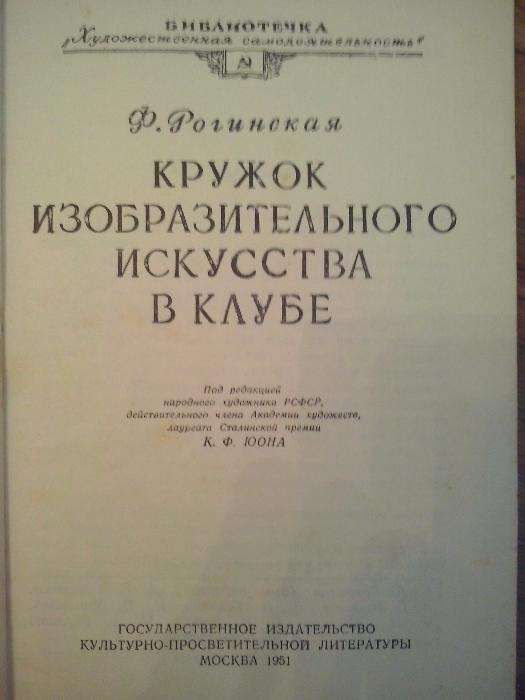 БИБЛИОТЕЧКА
„Художественная самодеятельность“
Ф. Рогинская
КРУЖОК
ИЗОБРАЗИТЕЛЬНОГО
ИСКУССТВА
В КЛУБЕ
Под редакцией
народного художника РСФСР,
действительного члена Академии художеств,
лауреата Сталинской премии
К. Ф. ЮОНА
ГОСУДАРСТВЕННОЕ ИЗДАТЕЛЬСТВО
КУЛЬТУРНО-ПРОСВЕТИТЕЛЬНОЙ ЛИТЕРАТУРЫ
МОСКВА 1951